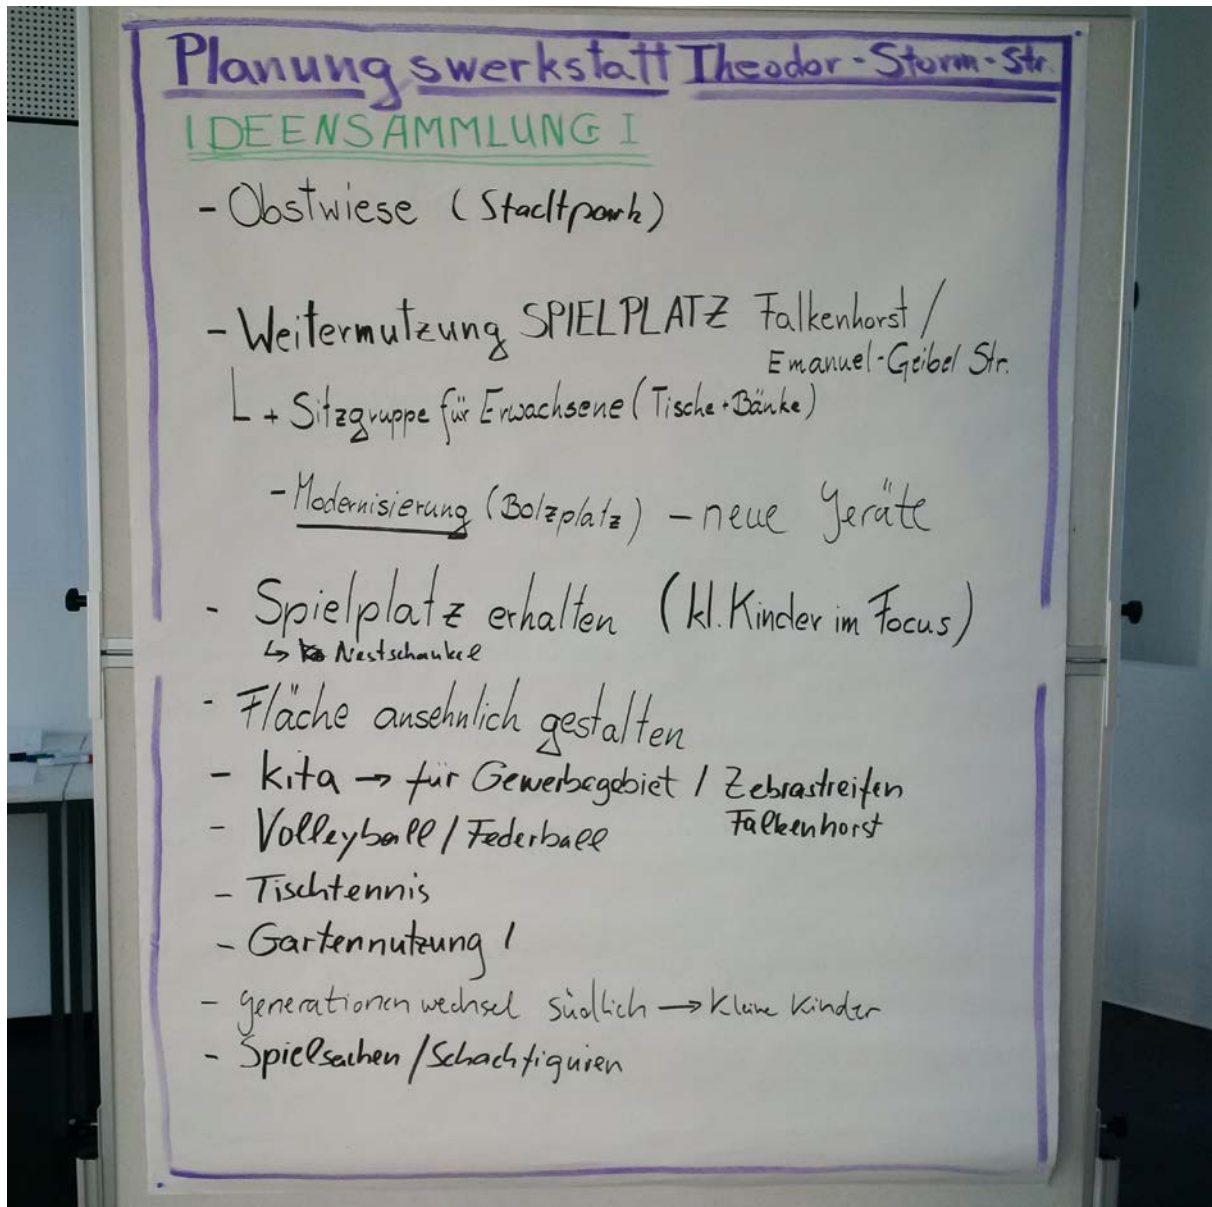 Planungswerkstatt Theodor-Storm-Str.
IDEENSAMMLUNG I
- Obstwiese (Stadtpark)
- Weiternutzung SPIELPLATZ Falkenhorst /
Emanuel-Geibel Str.
L + Sitzgruppe für Erwachsene (Tische + Bänke)
- Modernisierung (Bolzplatz) - neue Geräte
- Spielplatz erhalten (kl. Kinder im Focus)
↳ Nestschaukel
- Fläche ansehnlich gestalten
- Kita → für Gewerbegebiet / Zebrastreifen
Falkenhorst
- Volleyball / Federball
- Tischtennis
- Gartennutzung /
- Generationenwechsel südlich → kleine Kinder
- Spielsachen / Schachfiguren